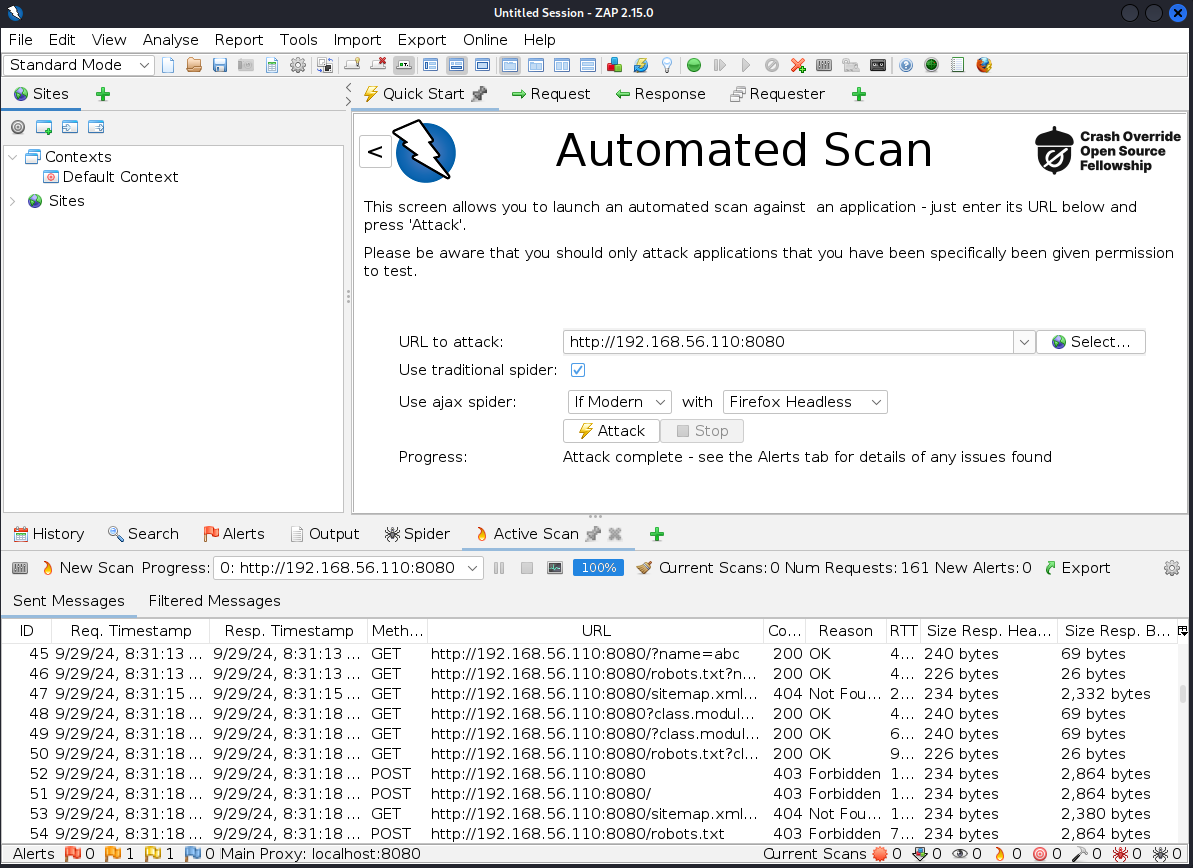 Untitled Session - ZAP 2.15.0
File Edit View Analyse Report Tools Import Export Online Help
Standard Mode
Sites
Quick Start Request Response Requester
Contexts
Default Context
Sites
<
Automated Scan
Crash Override
Open Source
Fellowship
This screen allows you to launch an automated scan against an application - just enter its URL below and
press 'Attack'.
Please be aware that you should only attack applications that you have been specifically been given permission
to test.
URL to attack: http://192.168.56.110:8080 Select...
Use traditional spider:
Use ajax spider: If Modern with Firefox Headless
Attack Stop
Progress: Attack complete - see the Alerts tab for details of any issues found
History Search Alerts Output Spider Active Scan
New Scan Progress: 0: http://192.168.56.110:8080 100% Current Scans: 0 Num Requests: 161 New Alerts: 0 Export
Sent Messages Filtered Messages
ID Req. Timestamp Resp. Timestamp Meth... URL Co... Reason RTT Size Resp. Hea... Size Resp. B...
45 9/29/24, 8:31:13 ... 9/29/24, 8:31:13 ... GET http://192.168.56.110:8080/?name=abc 200 OK 4... 240 bytes 69 bytes
46 9/29/24, 8:31:13 ... 9/29/24, 8:31:13 ... GET http://192.168.56.110:8080/robots.txt?n... 200 OK 4... 226 bytes 26 bytes
47 9/29/24, 8:31:15 ... 9/29/24, 8:31:15 ... GET http://192.168.56.110:8080/sitemap.xml... 404 Not Fou... 2... 234 bytes 2,332 bytes
48 9/29/24, 8:31:18 ... 9/29/24, 8:31:18 ... GET http://192.168.56.110:8080?class.modul... 200 OK 4... 240 bytes 69 bytes
49 9/29/24, 8:31:18 ... 9/29/24, 8:31:18 ... GET http://192.168.56.110:8080/?class.modul... 200 OK 6... 240 bytes 69 bytes
50 9/29/24, 8:31:18 ... 9/29/24, 8:31:18 ... GET http://192.168.56.110:8080/robots.txt?cl... 200 OK 9... 226 bytes 26 bytes
52 9/29/24, 8:31:18 ... 9/29/24, 8:31:18 ... POST http://192.168.56.110:8080 403 Forbidden 1... 234 bytes 2,864 bytes
51 9/29/24, 8:31:18 ... 9/29/24, 8:31:18 ... POST http://192.168.56.110:8080/ 403 Forbidden 1... 234 bytes 2,864 bytes
53 9/29/24, 8:31:18 ... 9/29/24, 8:31:18 ... GET http://192.168.56.110:8080/sitemap.xml... 404 Not Fou... 1... 234 bytes 2,380 bytes
54 9/29/24, 8:31:18 ... 9/29/24, 8:31:18 ... POST http://192.168.56.110:8080/robots.txt 403 Forbidden 7... 234 bytes 2,864 bytes
Alerts 0 1 1 0 Main Proxy: localhost:8080 Current Scans 0 0 0 0 0 0 0 0